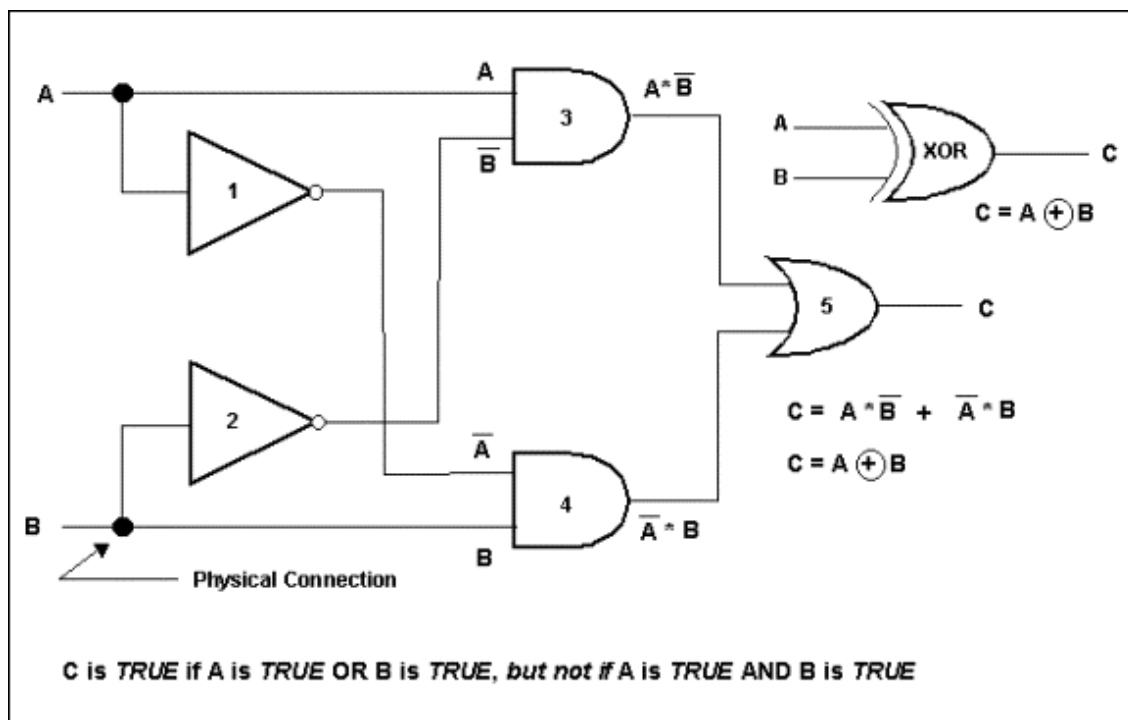 A
A
3
A * B̅
B̅
1
A
B
XOR
C
C = A ⊕ B
5
C
2
A̅
C = A * B̅ + A̅ * B
C = A ⊕ B
B
4
A̅ * B
B
Physical Connection
C is TRUE if A is TRUE OR B is TRUE, but not if A is TRUE AND B is TRUE